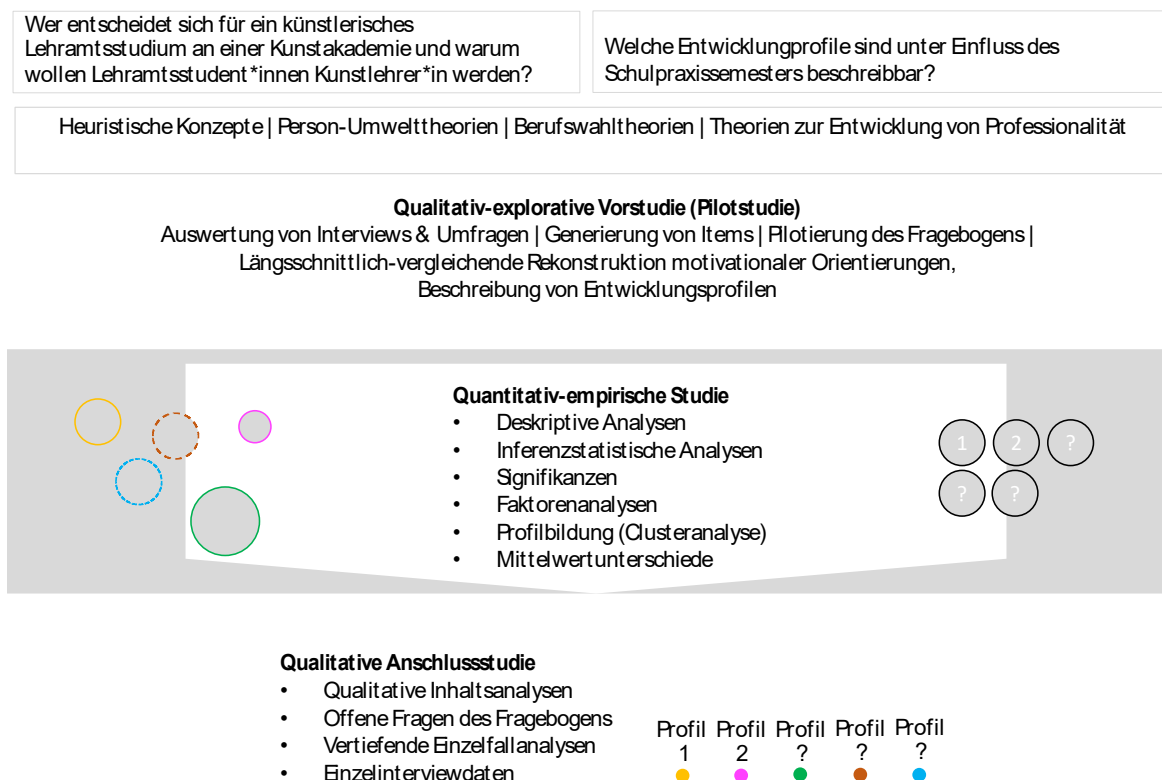 Wer entscheidet sich für ein künstlerisches
Lehramtsstudium an einer Kunstakademie und warum
wollen Lehramtsstudent*innen Kunstlehrer*in werden?
Welche Entwicklungprofile sind unter Einfluss des
Schulpraxissemesters beschreibbar?
Heuristische Konzepte | Person-Umwelttheorien | Berufswahltheorien | Theorien zur Entwicklung von Professionalität
Qualitativ-explorative Vorstudie (Pilotstudie)
Auswertung von Interviews & Umfragen | Generierung von Items | Pilotierung des Fragebogens |
Längsschnittlich-vergleichende Rekonstruktion motivationaler Orientierungen,
Beschreibung von Entwicklungsprofilen
Quantitativ-empirische Studie
• Deskriptive Analysen
• Inferenzstatistische Analysen
• Signifikanzen
• Faktorenanalysen
• Profilbildung (Clusteranalyse)
• Mittelwertunterschiede
1 2 ?
? ?
Qualitative Anschlussstudie
• Qualitative Inhaltsanalysen
• Offene Fragen des Fragebogens
• Vertiefende Einzelfallanalysen
• Einzelinterviewdaten
Profil Profil Profil Profil Profil
1 2 ? ? ?